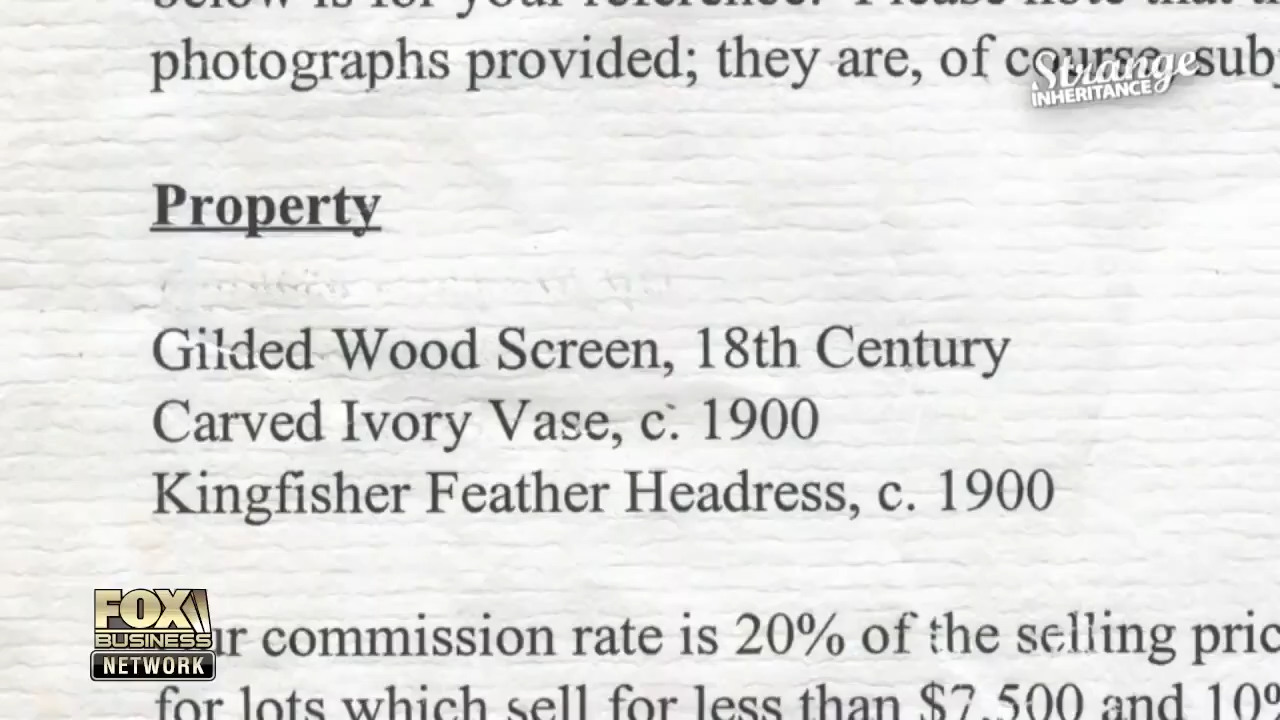 photographs provided; they are, of course, sub
Strange
INHERITANCE
Property
Gilded Wood Screen, 18th Century
Carved Ivory Vase, c. 1900
Kingfisher Feather Headress, c. 1900
FOX
BUSINESS
NETWORK
ur commission rate is 20% of the selling pric
for lots which sell for less than $7,500 and 10%